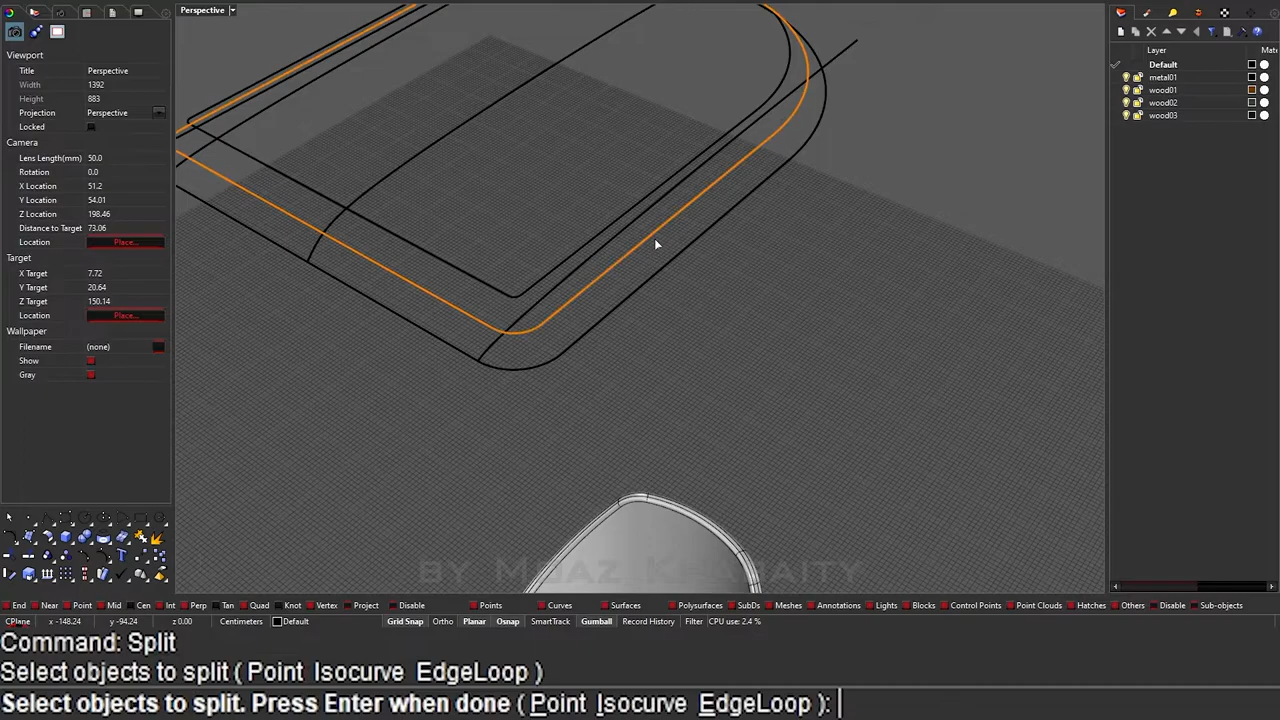 Perspective
Viewport
Title Perspective
Width 1392
Height 883
Projection Perspective
Locked
Camera
Lens Length(mm) 50.0
Rotation 0.0
X Location 51.2
Y Location 54.01
Z Location 198.46
Distance to Target 73.06
Location Place...
Target
X Target 7.72
Y Target 20.64
Z Target 150.14
Location Place...
Wallpaper
Filename (none)
Show
Gray
Layer Mate
Default
metal01
wood01
wood02
wood03
End Near Point Mid Cen Int Perp Tan Quad Knot Vertex Project Disable Points Curves Surfaces Polysurfaces SubDs Meshes Annotations Lights Blocks Control Points Point Clouds Hatches Others Disable Sub-objects
CPlane x -148.24 y -94.24 z 0.00 Centimeters Default Grid Snap Ortho Planar Osnap SmartTrack Gumball Record History Filter CPU use: 2.4 %
Command: Split
Select objects to split ( Point Isocurve EdgeLoop )
Select objects to split. Press Enter when done ( Point Isocurve EdgeLoop ):